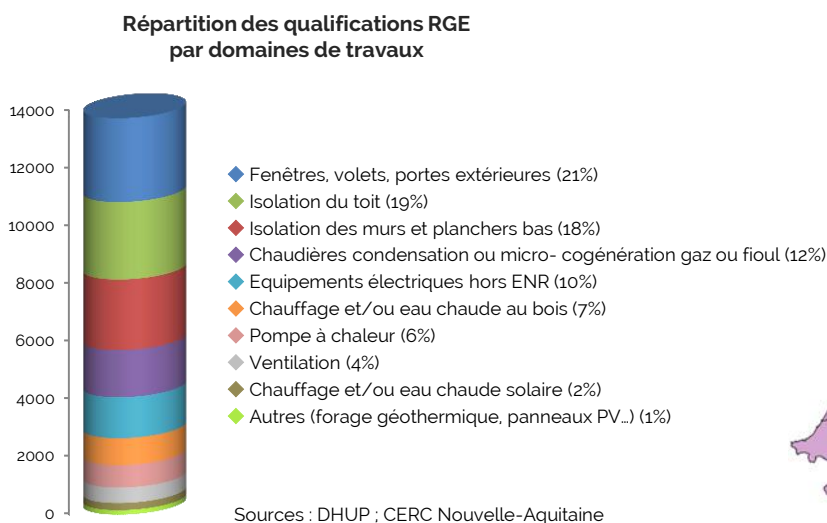 Répartition des qualifications RGE
par domaines de travaux
14000
12000
10000
8000
6000
4000
2000
0
Fenêtres, volets, portes extérieures (21%)
Isolation du toit (19%)
Isolation des murs et planchers bas (18%)
Chaudières condensation ou micro- cogénération gaz ou fioul (12%)
Equipements électriques hors ENR (10%)
Chauffage et/ou eau chaude au bois (7%)
Pompe à chaleur (6%)
Ventilation (4%)
Chauffage et/ou eau chaude solaire (2%)
Autres (forage géothermique, panneaux PV…) (1%)
Sources : DHUP ; CERC Nouvelle-Aquitaine